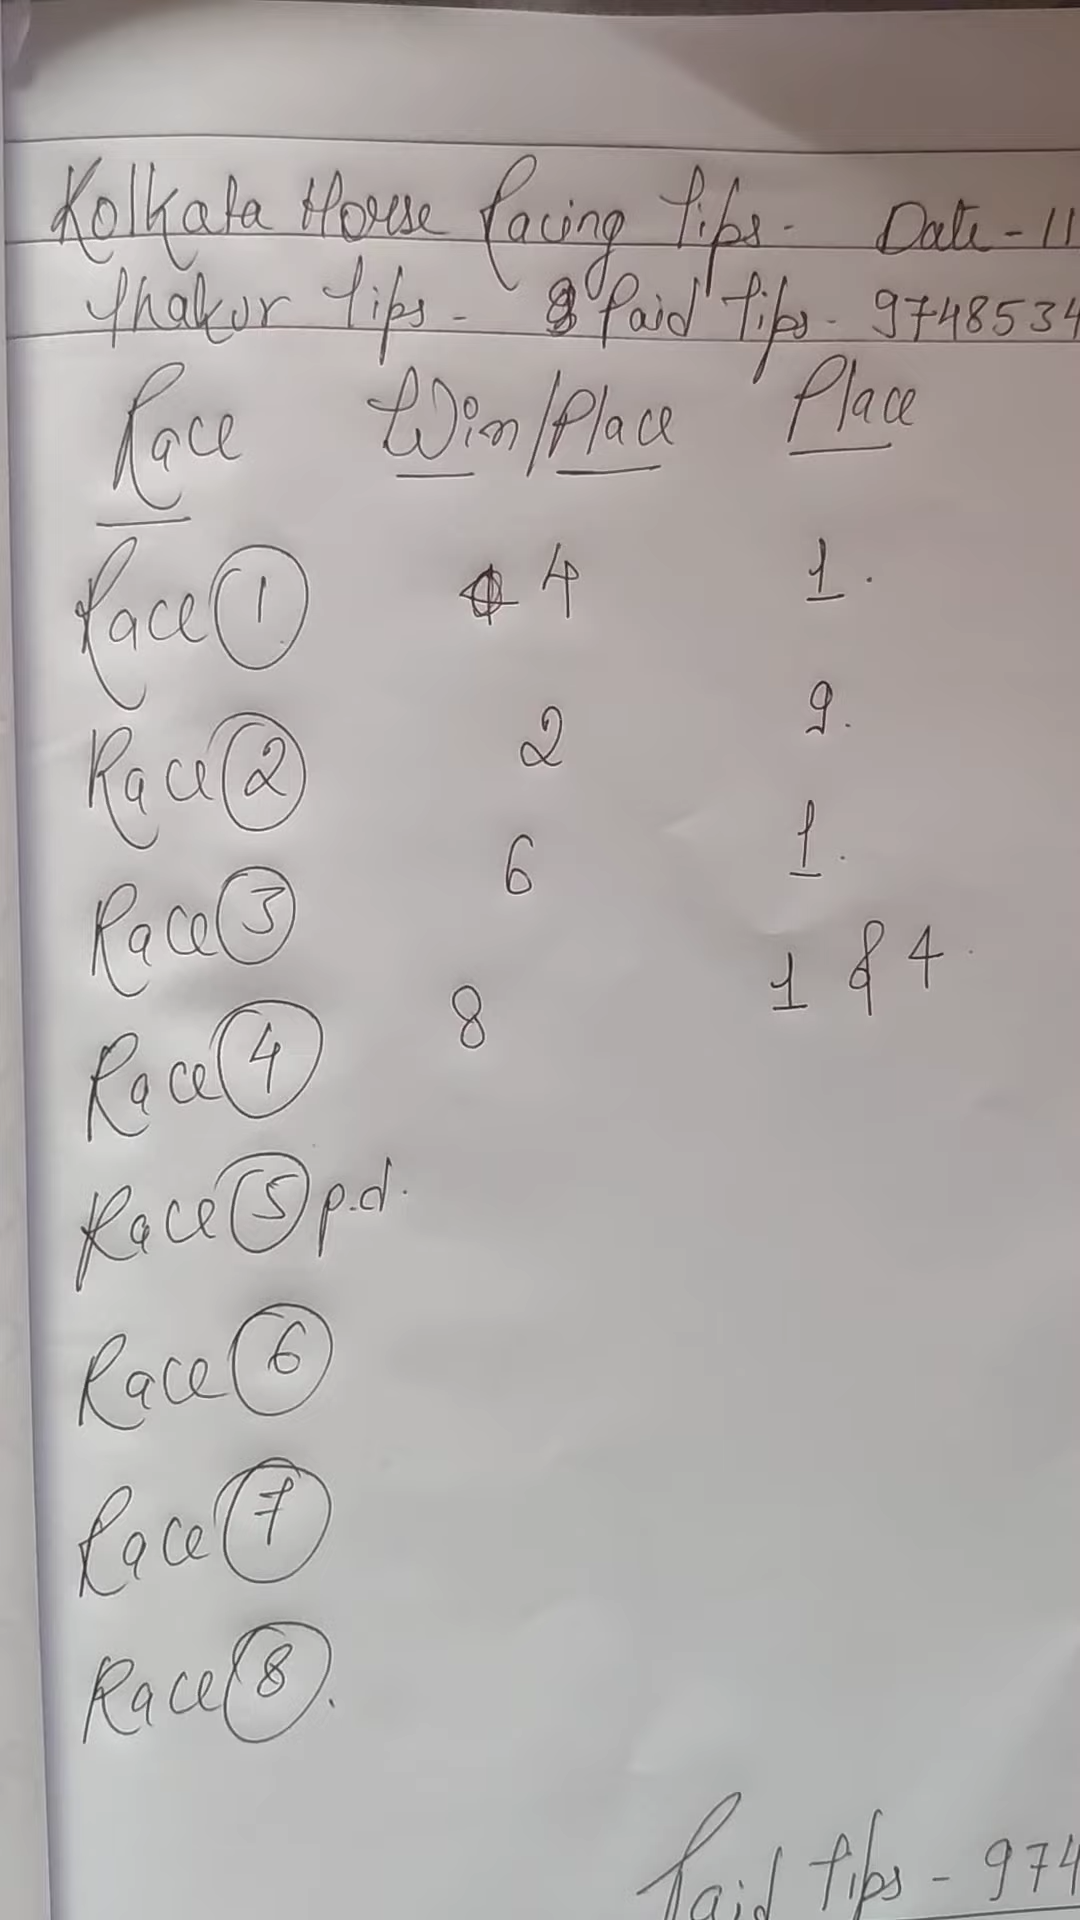 Kolkata Horse Racing Tips - Date - 11
Thakur Tips - Paid Tips - 9748534
Race Win/Place Place
Race 1 4 1.
Race 2 2 9.
Race 3 6 1.
Race 4 8 1 & 4
Race 5 p.d.
Race 6
Race 7
Race 8.
Paid Tips - 974